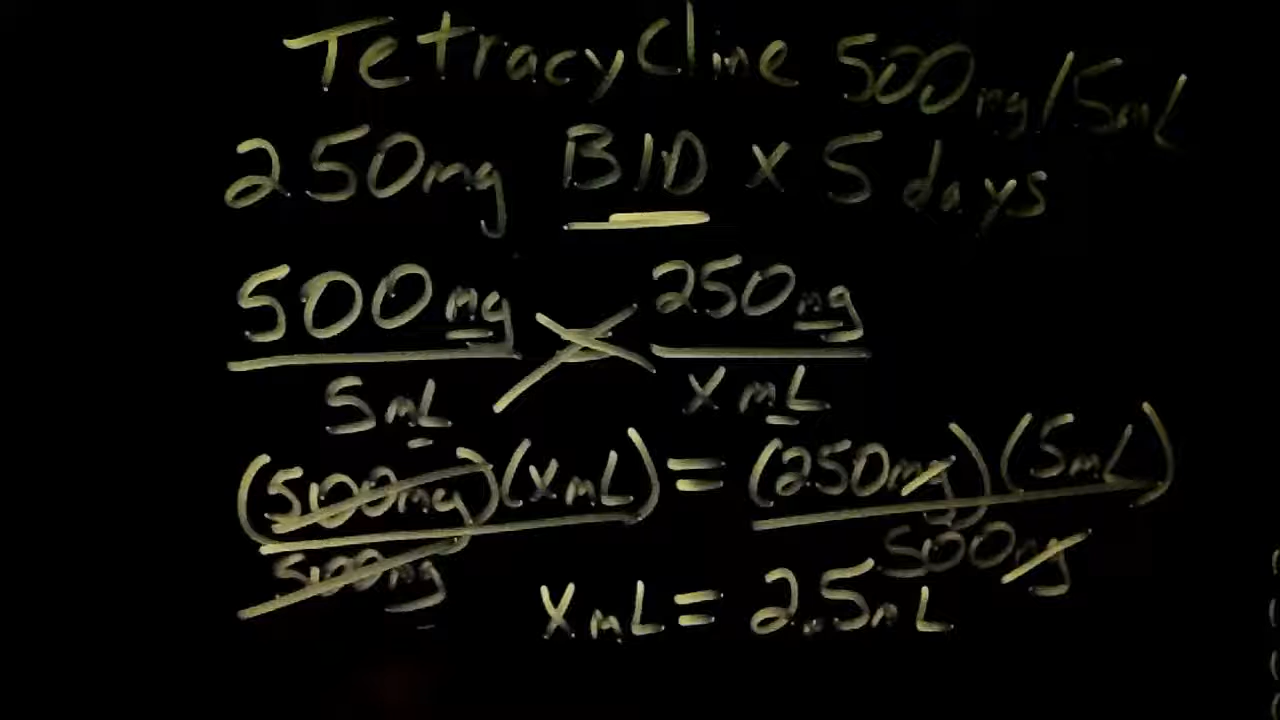 Tetracycline 500mg/5mL
250mg BID x 5 days
500mg 250mg
5mL x mL
(500mg)(x mL) = (250mg)(5mL)
500mg 500mg
x mL = 2.5mL